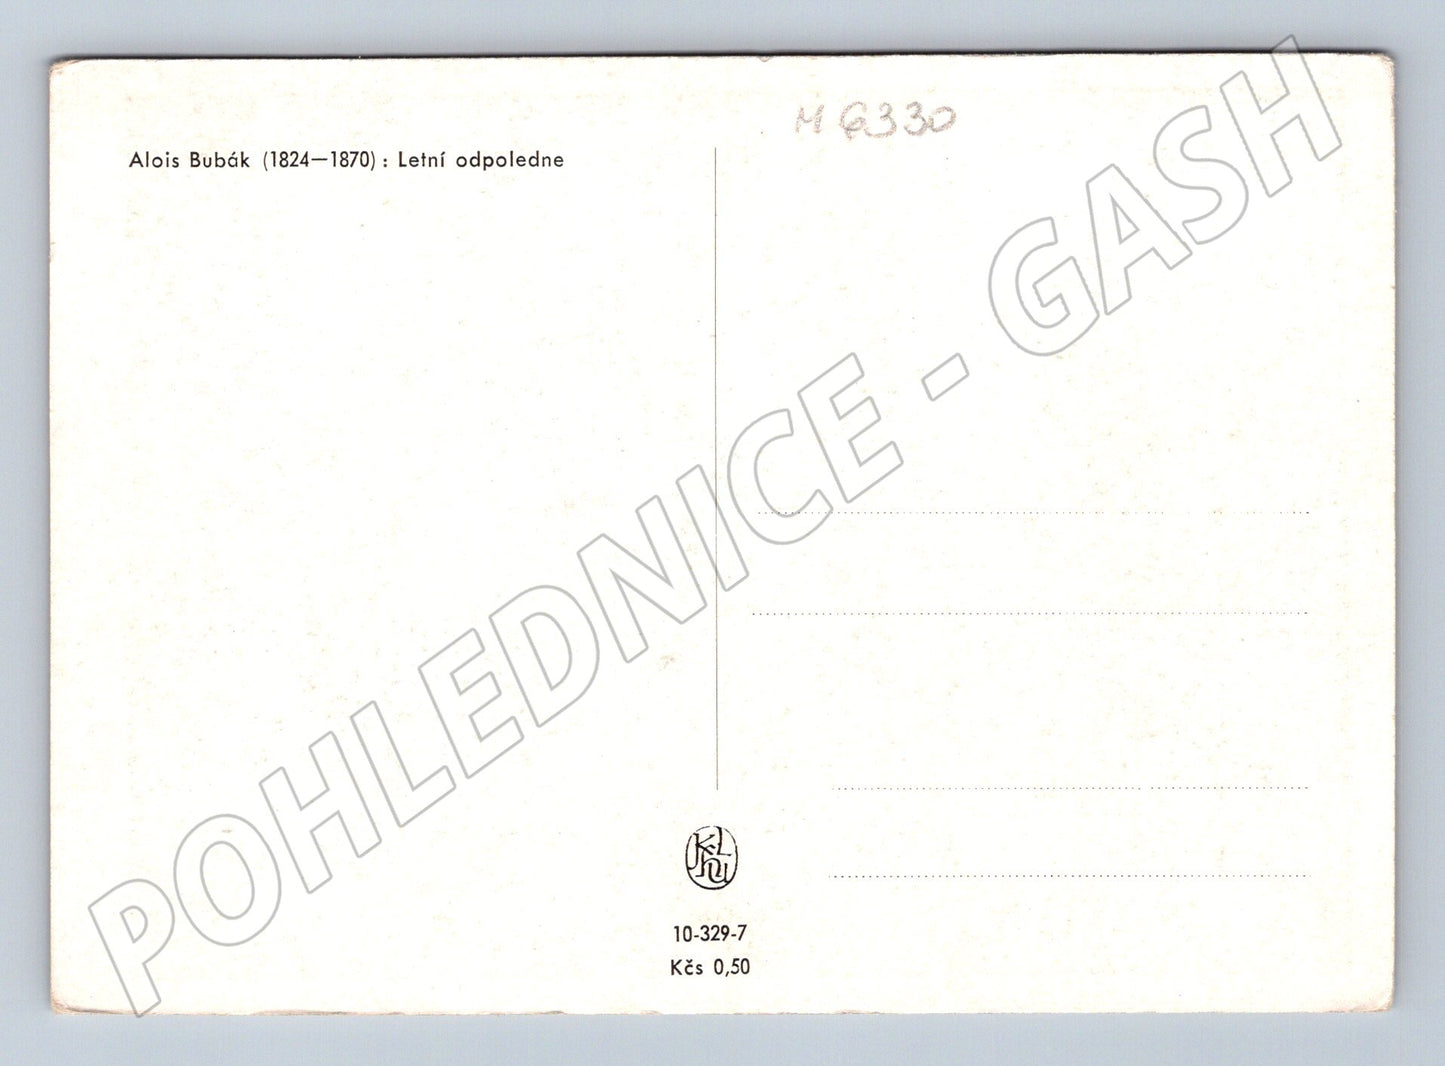 M 6330
Alois Bubák (1824—1870) : Letní odpoledne
POHLEDNICE - GASH
10-329-7
Kčs 0,50